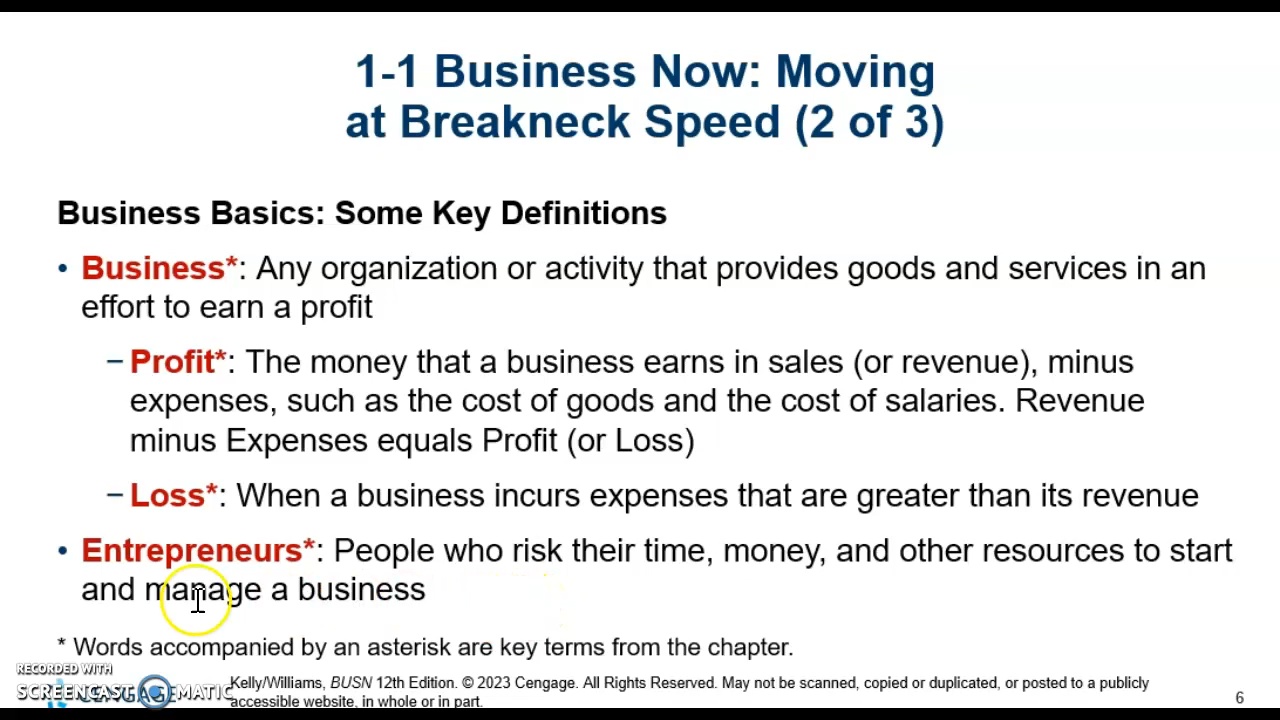 1-1 Business Now: Moving
at Breakneck Speed (2 of 3)
Business Basics: Some Key Definitions
• Business*: Any organization or activity that provides goods and services in an
effort to earn a profit
– Profit*: The money that a business earns in sales (or revenue), minus
expenses, such as the cost of goods and the cost of salaries. Revenue
minus Expenses equals Profit (or Loss)
– Loss*: When a business incurs expenses that are greater than its revenue
• Entrepreneurs*: People who risk their time, money, and other resources to start
and manage a business
* Words accompanied by an asterisk are key terms from the chapter.
RECORDED WITH
SCREENCAST MATIC
CENGAGE
Kelly/Williams, BUSN 12th Edition. © 2023 Cengage. All Rights Reserved. May not be scanned, copied or duplicated, or posted to a publicly
accessible website, in whole or in part.
6